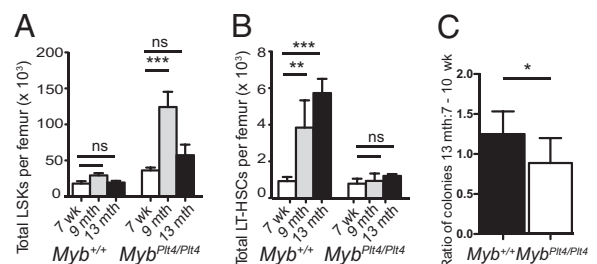 A
Total LSKs per femur (x 10³)
200
150
100
50
0
ns
***
7 wk
9 mth
13 mth
7 wk
9 mth
13 mth
Myb+/+
MybPlt4/Plt4
B
Total LT-HSCs per femur (x 10³)
8
6
4
2
0
***
**
ns
7 wk
9 mth
13 mth
7 wk
9 mth
13 mth
Myb+/+
MybPlt4/Plt4
C
Ratio of colonies 13 mth:7 - 10 wk
2.0
1.5
1.0
0.5
0.0
*
Myb+/+
MybPlt4/Plt4